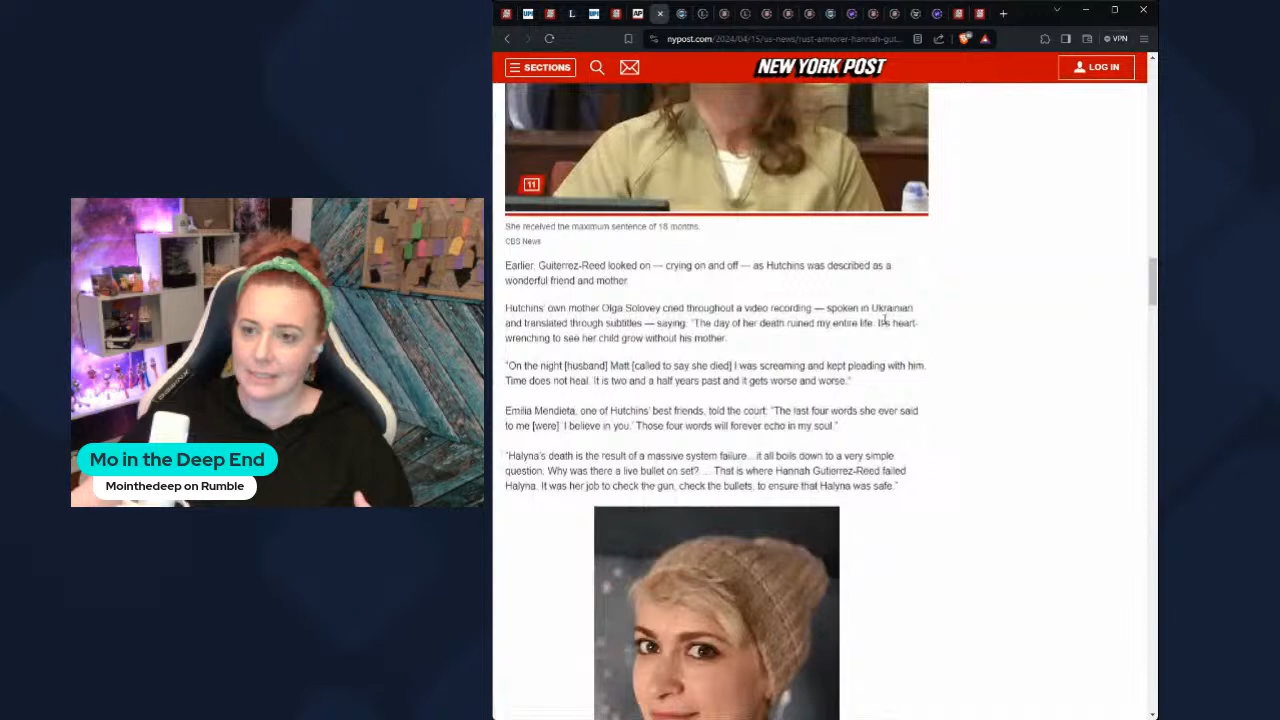 nypost.com/2024/04/15/us-news/rust-armorer-hannah-gut...
VPN
SECTIONS
NEW YORK POST
LOG IN
11
She received the maximum sentence of 18 months.
CBS News
Earlier, Guiterrez-Reed looked on — crying on and off — as Hutchins was described as a
wonderful friend and mother
Hutchins' own mother Olga Solovey cried throughout a video recording — spoken in Ukrainian
and translated through subtitles — saying: "The day of her death ruined my entire life. It's heart-
wrenching to see her child grow without his mother.
"On the night [husband] Matt [called to say she died] I was screaming and kept pleading with him.
Time does not heal. It is two and a half years past and it gets worse and worse."
Emilia Mendieta, one of Hutchins' best friends, told the court: "The last four words she ever said
to me [were] 'I believe in you.' Those four words will forever echo in my soul."
"Halyna's death is the result of a massive system failure... it all boils down to a very simple
question: Why was there a live bullet on set? ... That is where Hannah Gutierrez-Reed failed
Halyna. It was her job to check the gun, check the bullets, to ensure that Halyna was safe."
Mo in the Deep End
Mointhedeep on Rumble